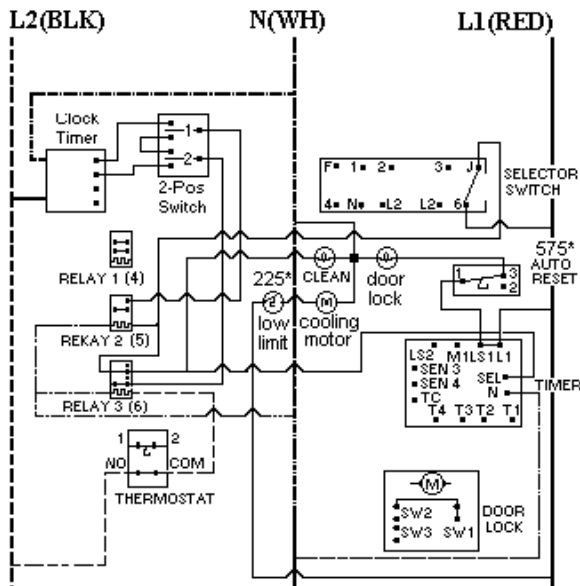 L2(BLK) N(WH) L1(RED)
Clock
Timer
1
2
2-Pos
Switch
F 1 2 3 J
4 N L2 L2 6
SELECTOR
SWITCH
RELAY 1 (4)
REKAY 2 (5)
RELAY 3 (6)
225*
low
limit
CLEAN
cooling
motor
M
door
lock
575*
AUTO
RESET
1 3
2
LS2 M1 LS1 L1
SEN 3
SEN 4
TC
SEL
N
T4 T3 T2 T1
TIMER
1 2
NO COM
THERMOSTAT
M
SW2
SW3 SW1
DOOR
LOCK